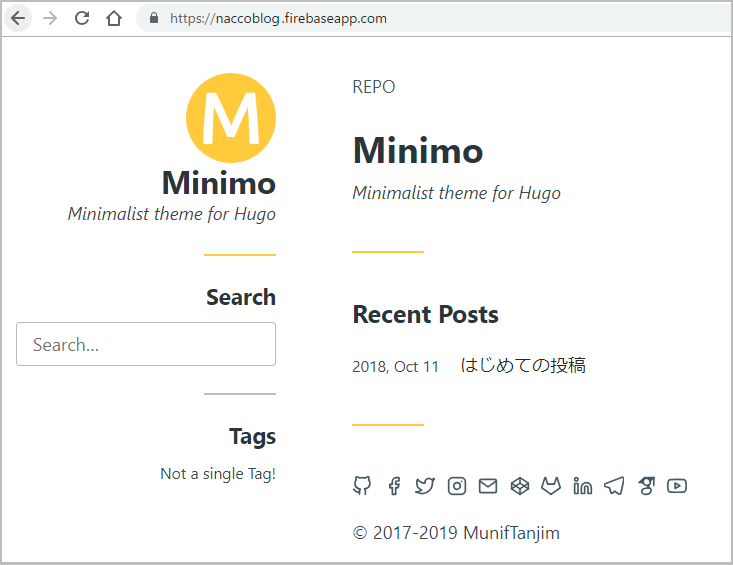 https://naccoblog.firebaseapp.com
M
Minimo
Minimalist theme for Hugo
Search
Search...
Tags
Not a single Tag!
REPO
Minimo
Minimalist theme for Hugo
Recent Posts
2018, Oct 11 はじめての投稿
© 2017-2019 MunifTanjim